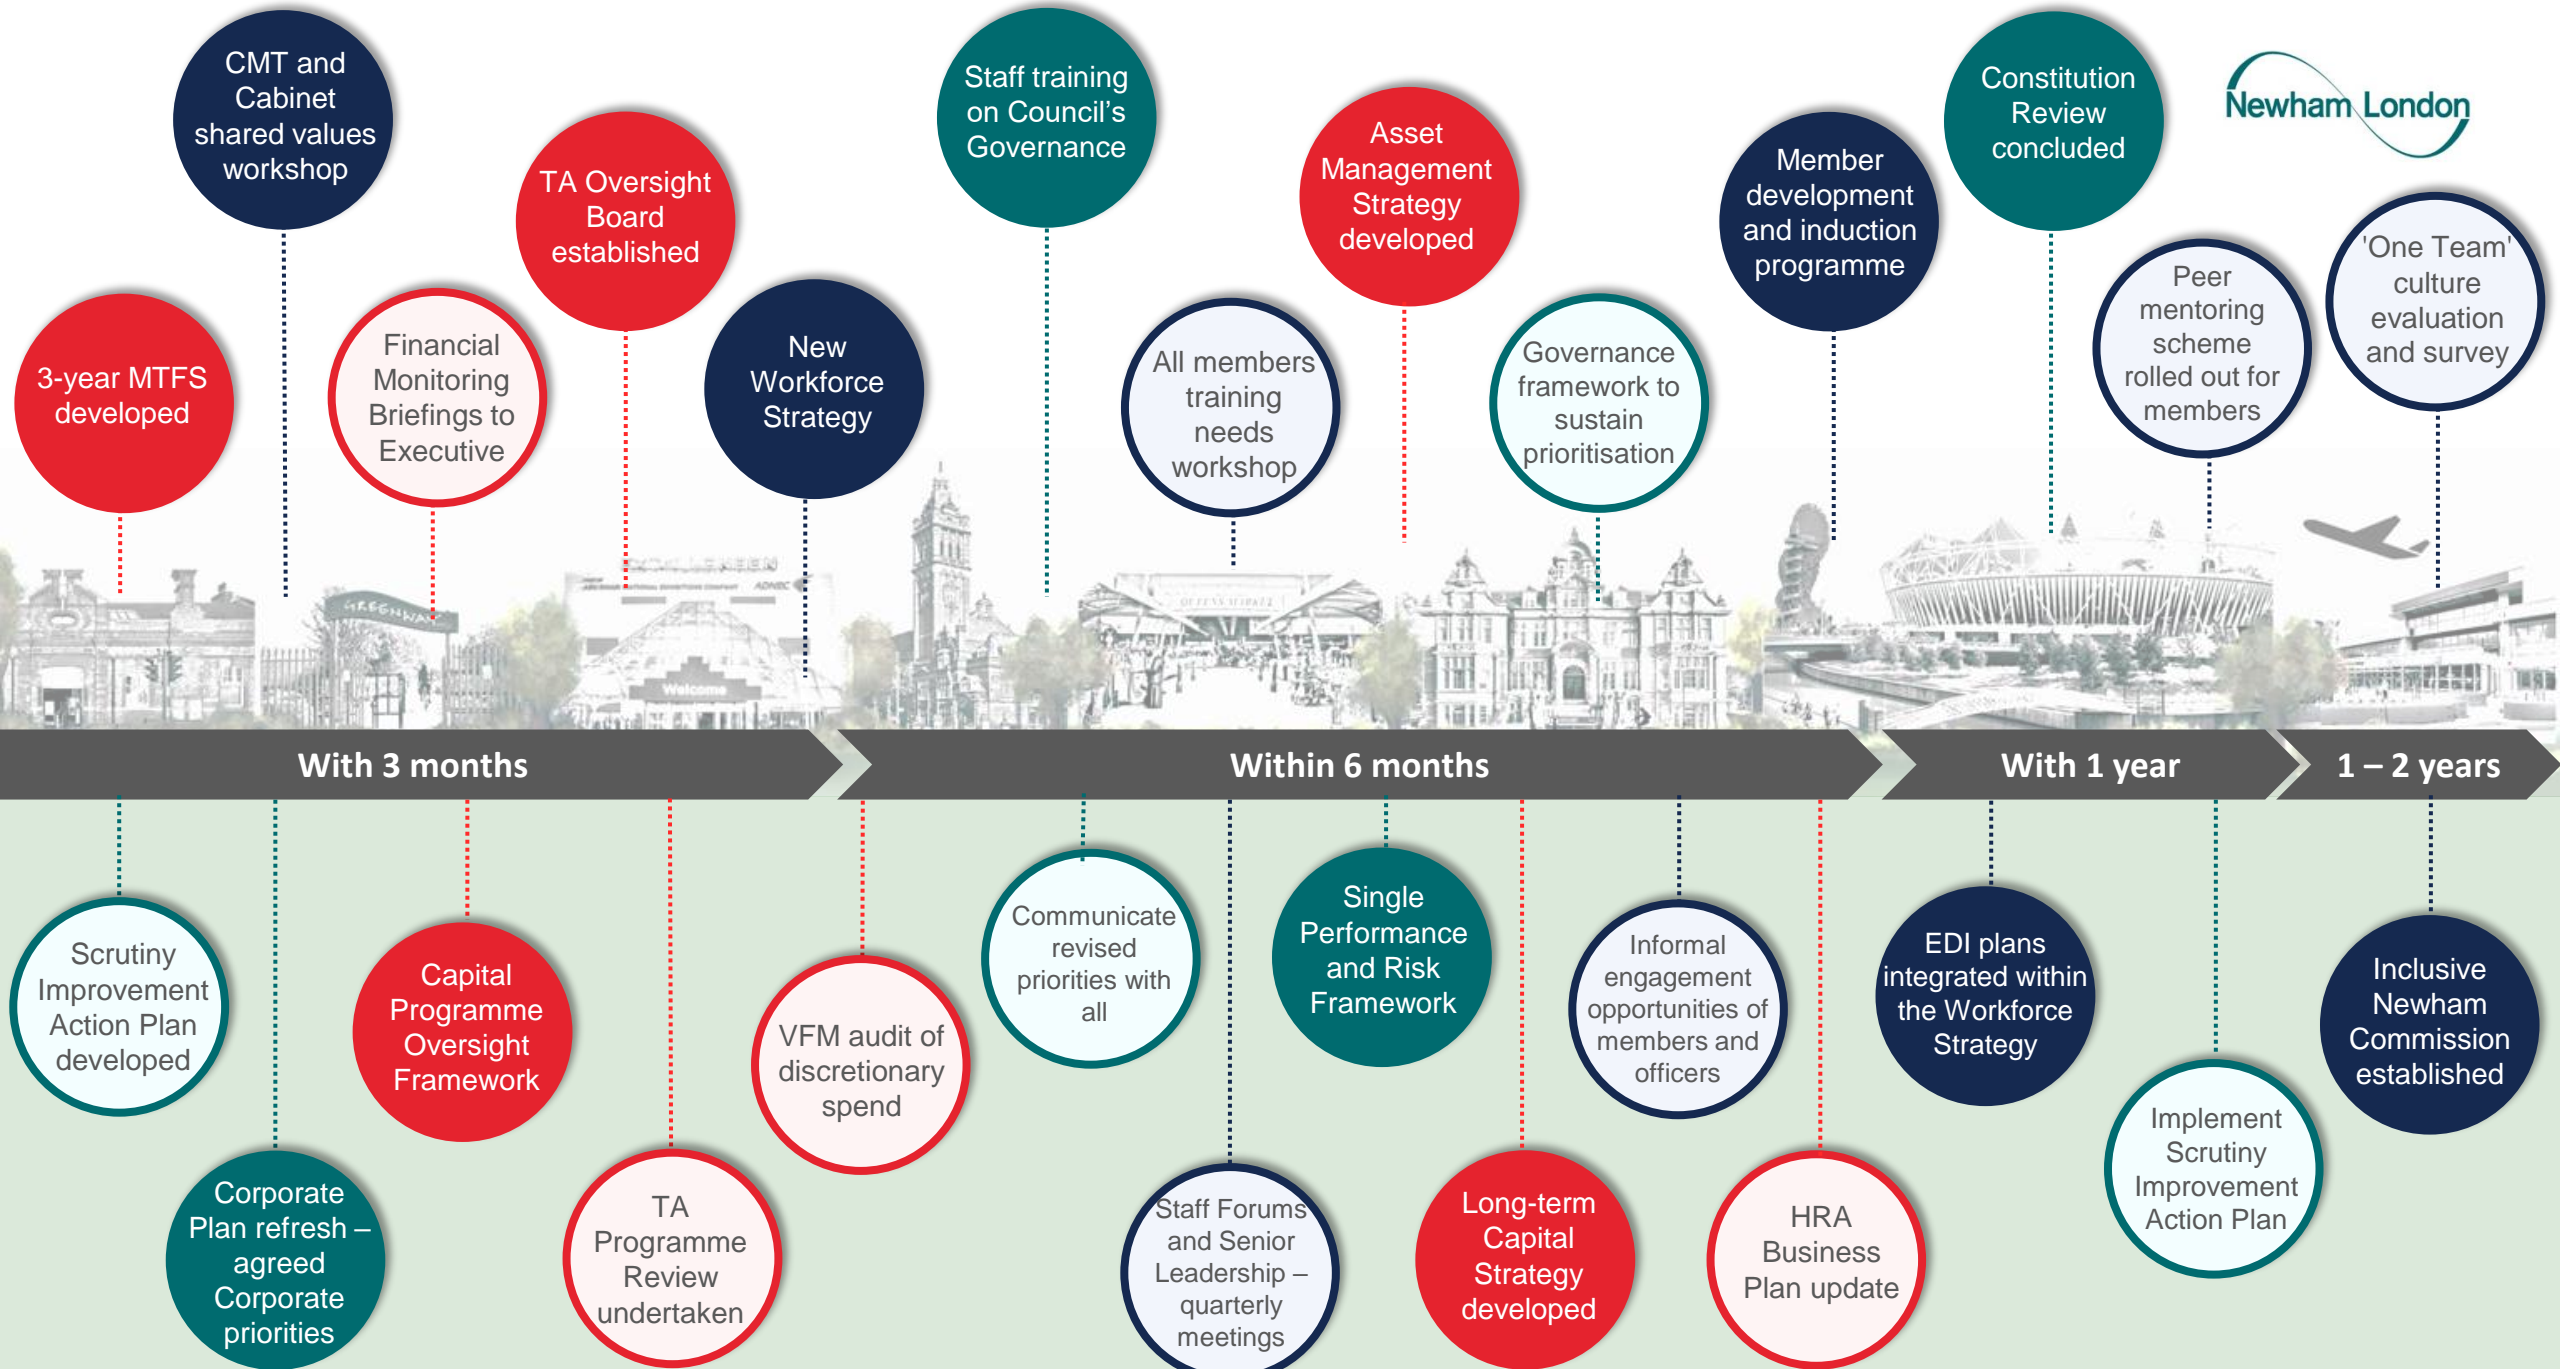 CMT and
Cabinet
shared values
workshop
Staff training
on Council's
Governance
Constitution
Review
concluded
Newham London
TA Oversight
Board
established
Asset
Management
Strategy
developed
Member
development
and induction
programme
'One Team'
culture
evaluation
and survey
3-year MTFS
developed
Financial
Monitoring
Briefings to
Executive
New
Workforce
Strategy
All members
training
needs
workshop
Governance
framework to
sustain
prioritisation
Peer
mentoring
scheme
rolled out for
members
GREENWAY
ADNEC
Welcome
With 3 months
Within 6 months
With 1 year
1 – 2 years
Scrutiny
Improvement
Action Plan
developed
Capital
Programme
Oversight
Framework
VFM audit of
discretionary
spend
Communicate
revised
priorities with
all
Single
Performance
and Risk
Framework
Informal
engagement
opportunities of
members and
officers
EDI plans
integrated within
the Workforce
Strategy
Inclusive
Newham
Commission
established
Corporate
Plan refresh –
agreed
Corporate
priorities
TA
Programme
Review
undertaken
Staff Forums
and Senior
Leadership –
quarterly
meetings
Long-term
Capital
Strategy
developed
HRA
Business
Plan update
Implement
Scrutiny
Improvement
Action Plan